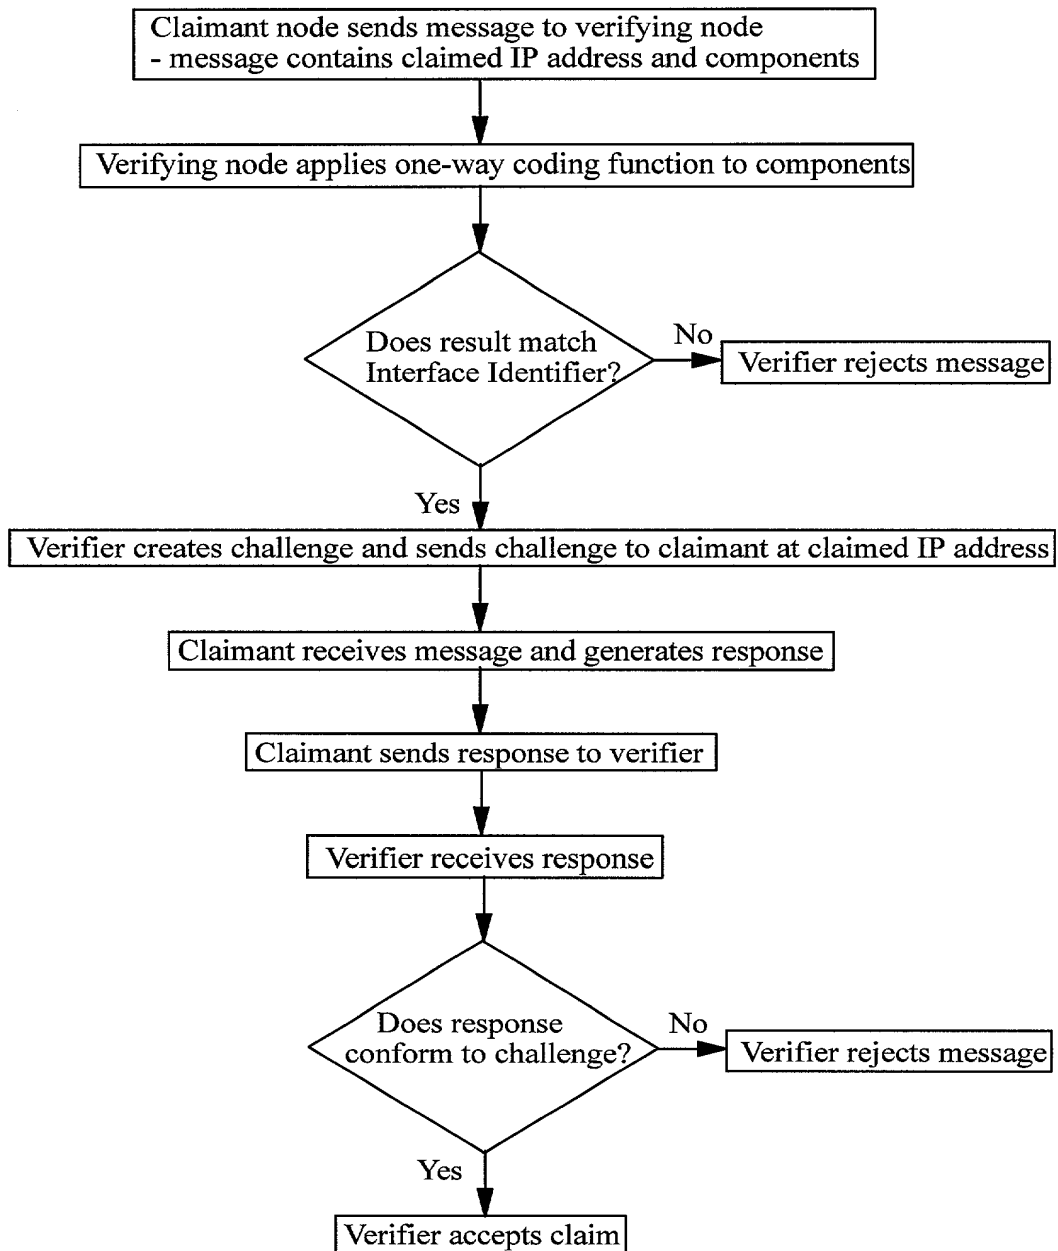 Claimant node sends message to verifying node
- message contains claimed IP address and components
Verifying node applies one-way coding function to components
Does result match
Interface Identifier?
No
Verifier rejects message
Yes
Verifier creates challenge and sends challenge to claimant at claimed IP address
Claimant receives message and generates response
Claimant sends response to verifier
Verifier receives response
Does response
conform to challenge?
No
Verifier rejects message
Yes
Verifier accepts claim